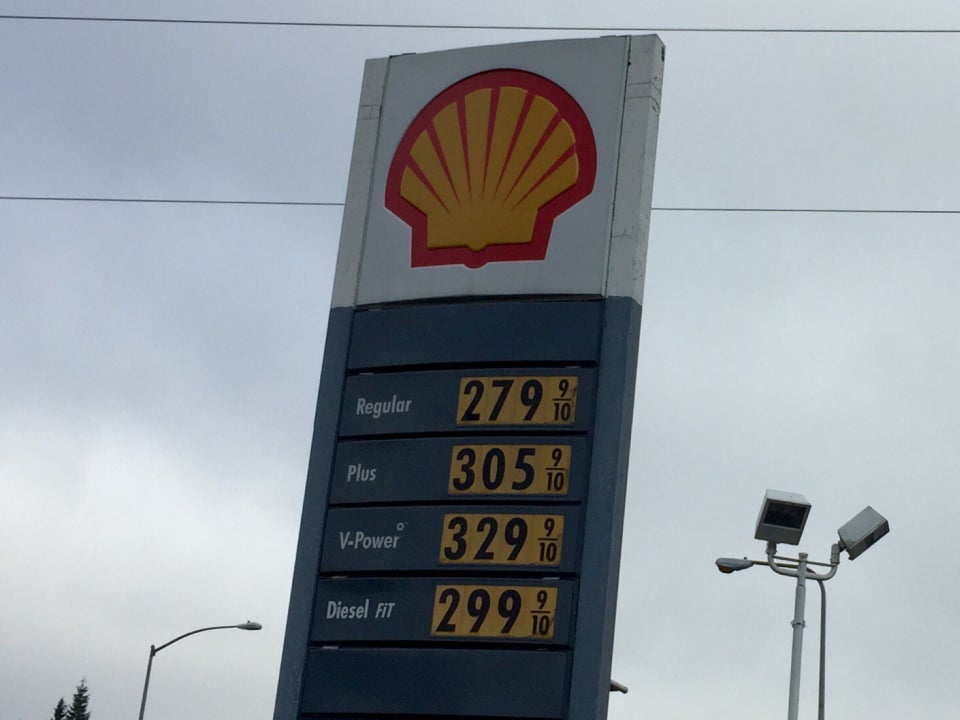 Regular 279 9/10
Plus 305 9/10
V-Power 329 9/10
Diesel FiT 299 9/10